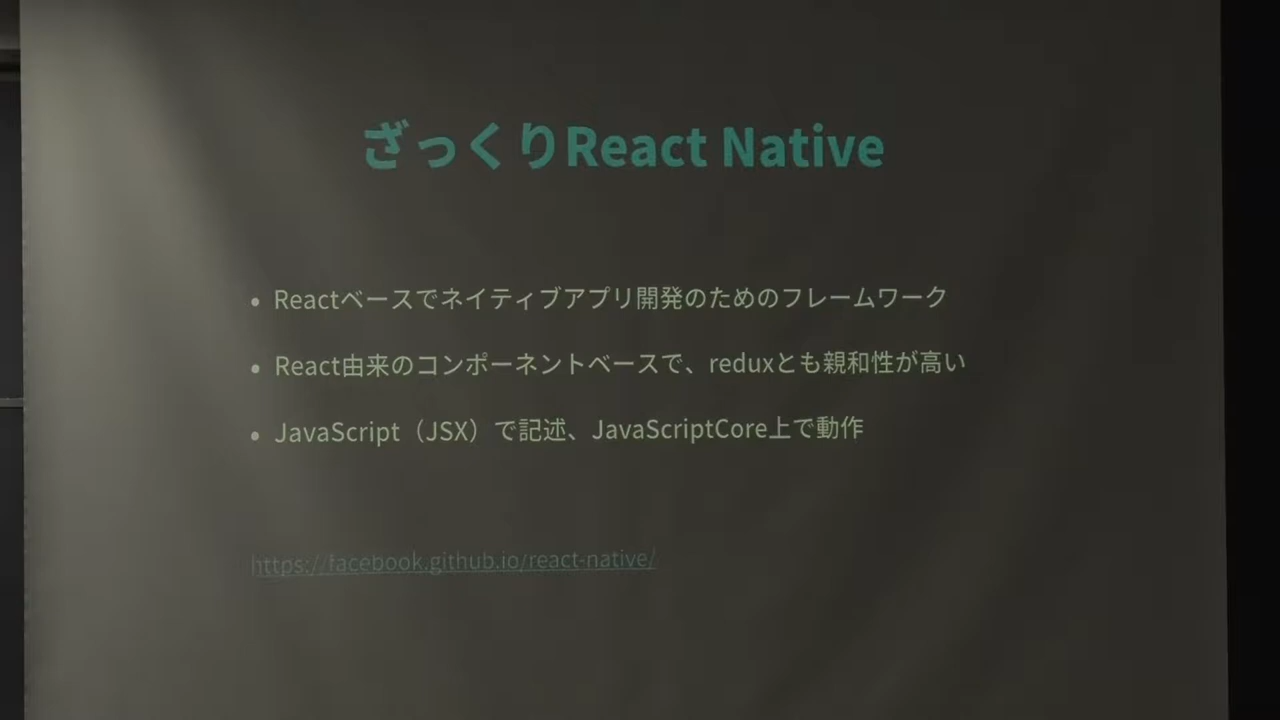 ざっくりReact Native
• Reactベースでネイティブアプリ開発のためのフレームワーク
• React由来のコンポーネントベースで、reduxとも親和性が高い
• JavaScript（JSX）で記述、JavaScriptCore上で動作
https://facebook.github.io/react-native/